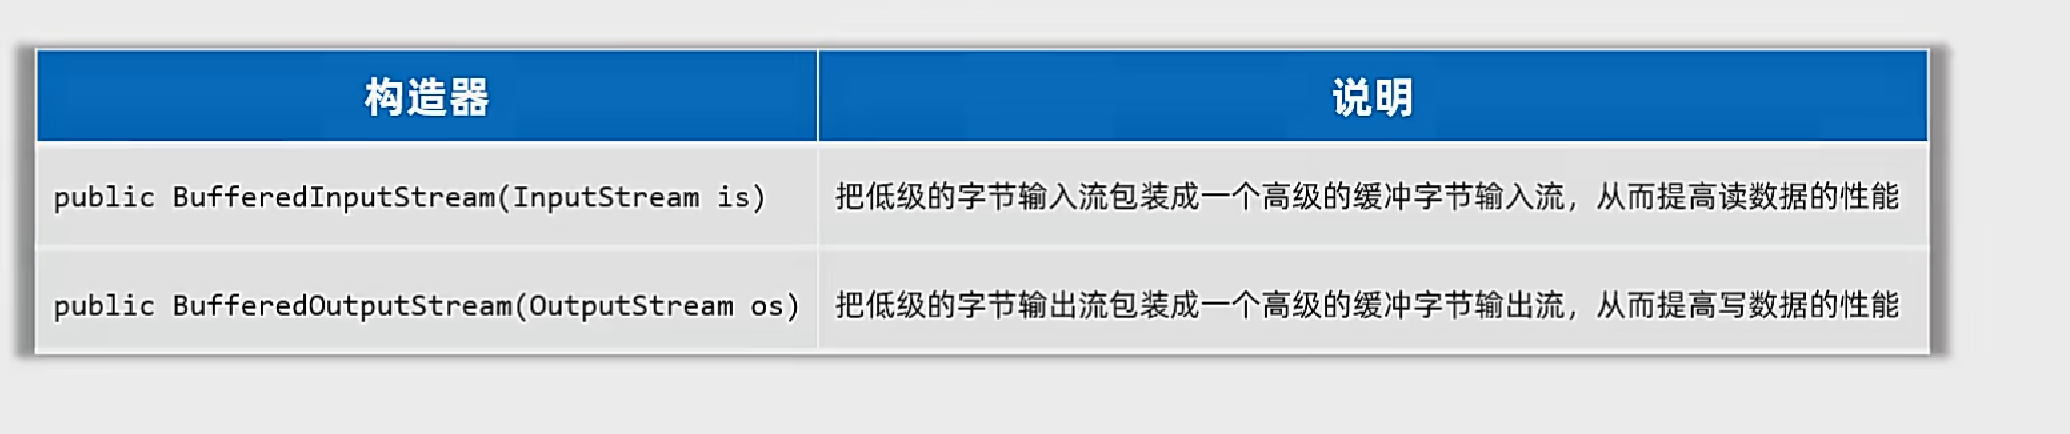 构造器 说明
public BufferedInputStream(InputStream is) 把低级的字节输入流包装成一个高级的缓冲字节输入流，从而提高读数据的性能
public BufferedOutputStream(OutputStream os) 把低级的字节输出流包装成一个高级的缓冲字节输出流，从而提高写数据的性能